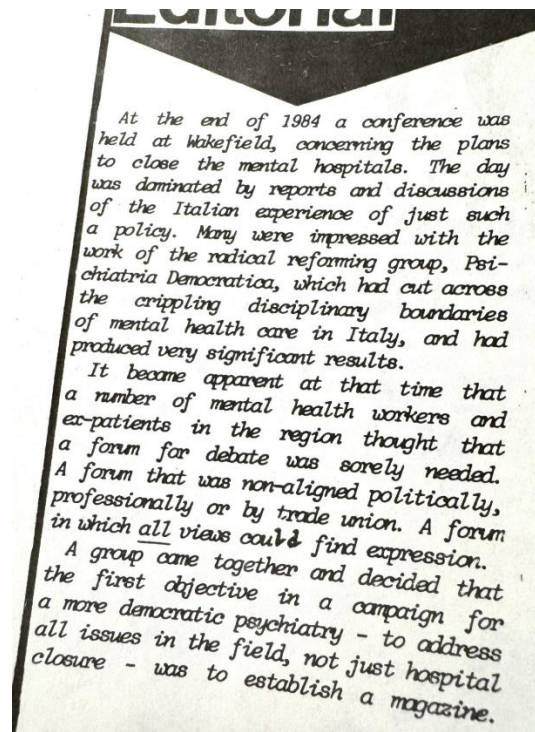 Editorial
At the end of 1984 a conference was
held at Wakefield, concerning the plans
to close the mental hospitals. The day
was dominated by reports and discussions
of the Italian experience of just such
a policy. Many were impressed with the
work of the radical reforming group, Psi-
chiatria Democratica, which had cut across
the crippling disciplinary boundaries
of mental health care in Italy, and had
produced very significant results.
It became apparent at that time that
a number of mental health workers and
ex-patients in the region thought that
a forum for debate was sorely needed.
A forum that was non-aligned politically,
professionally or by trade union. A forum
in which all views could find expression.
A group came together and decided that
the first objective in a campaign for
a more democratic psychiatry - to address
all issues in the field, not just hospital
closure - was to establish a magazine.